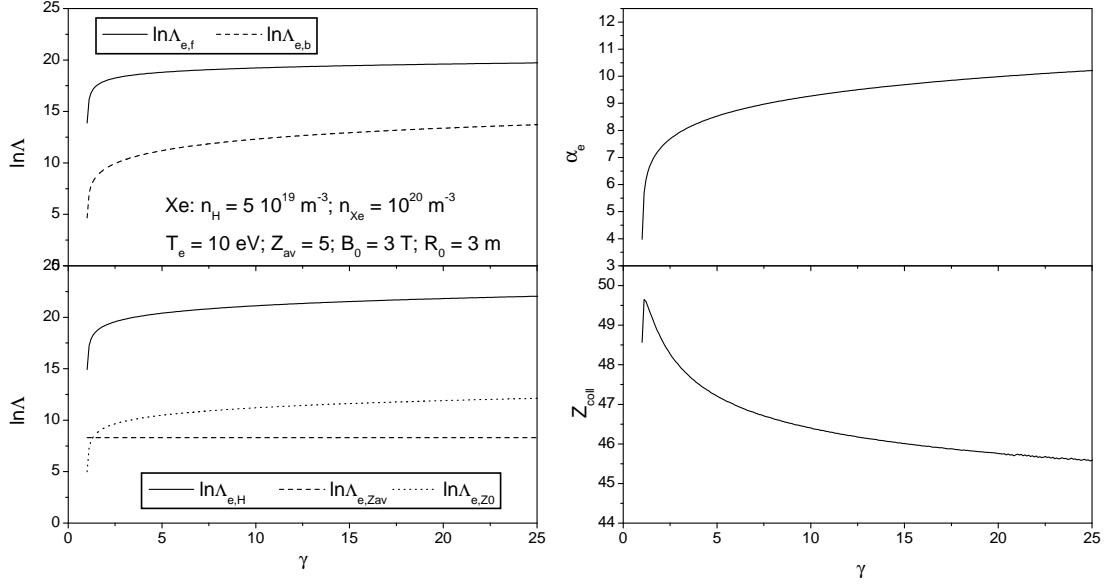 lnΛe,f lnΛe,b
25
20
15
10
5
0
lnΛ
Xe: nH = 5 10^19 m^-3; nXe = 10^20 m^-3
Te = 10 eV; Zav = 5; B0 = 3 T; R0 = 3 m
12
11
10
9
8
7
6
5
4
3
αe
25
20
15
10
5
0
lnΛ
lnΛe,H lnΛe,Zav lnΛe,Z0
0 5 10 15 20 25
γ
50
49
48
47
46
45
44
Zcoll
0 5 10 15 20 25
γ